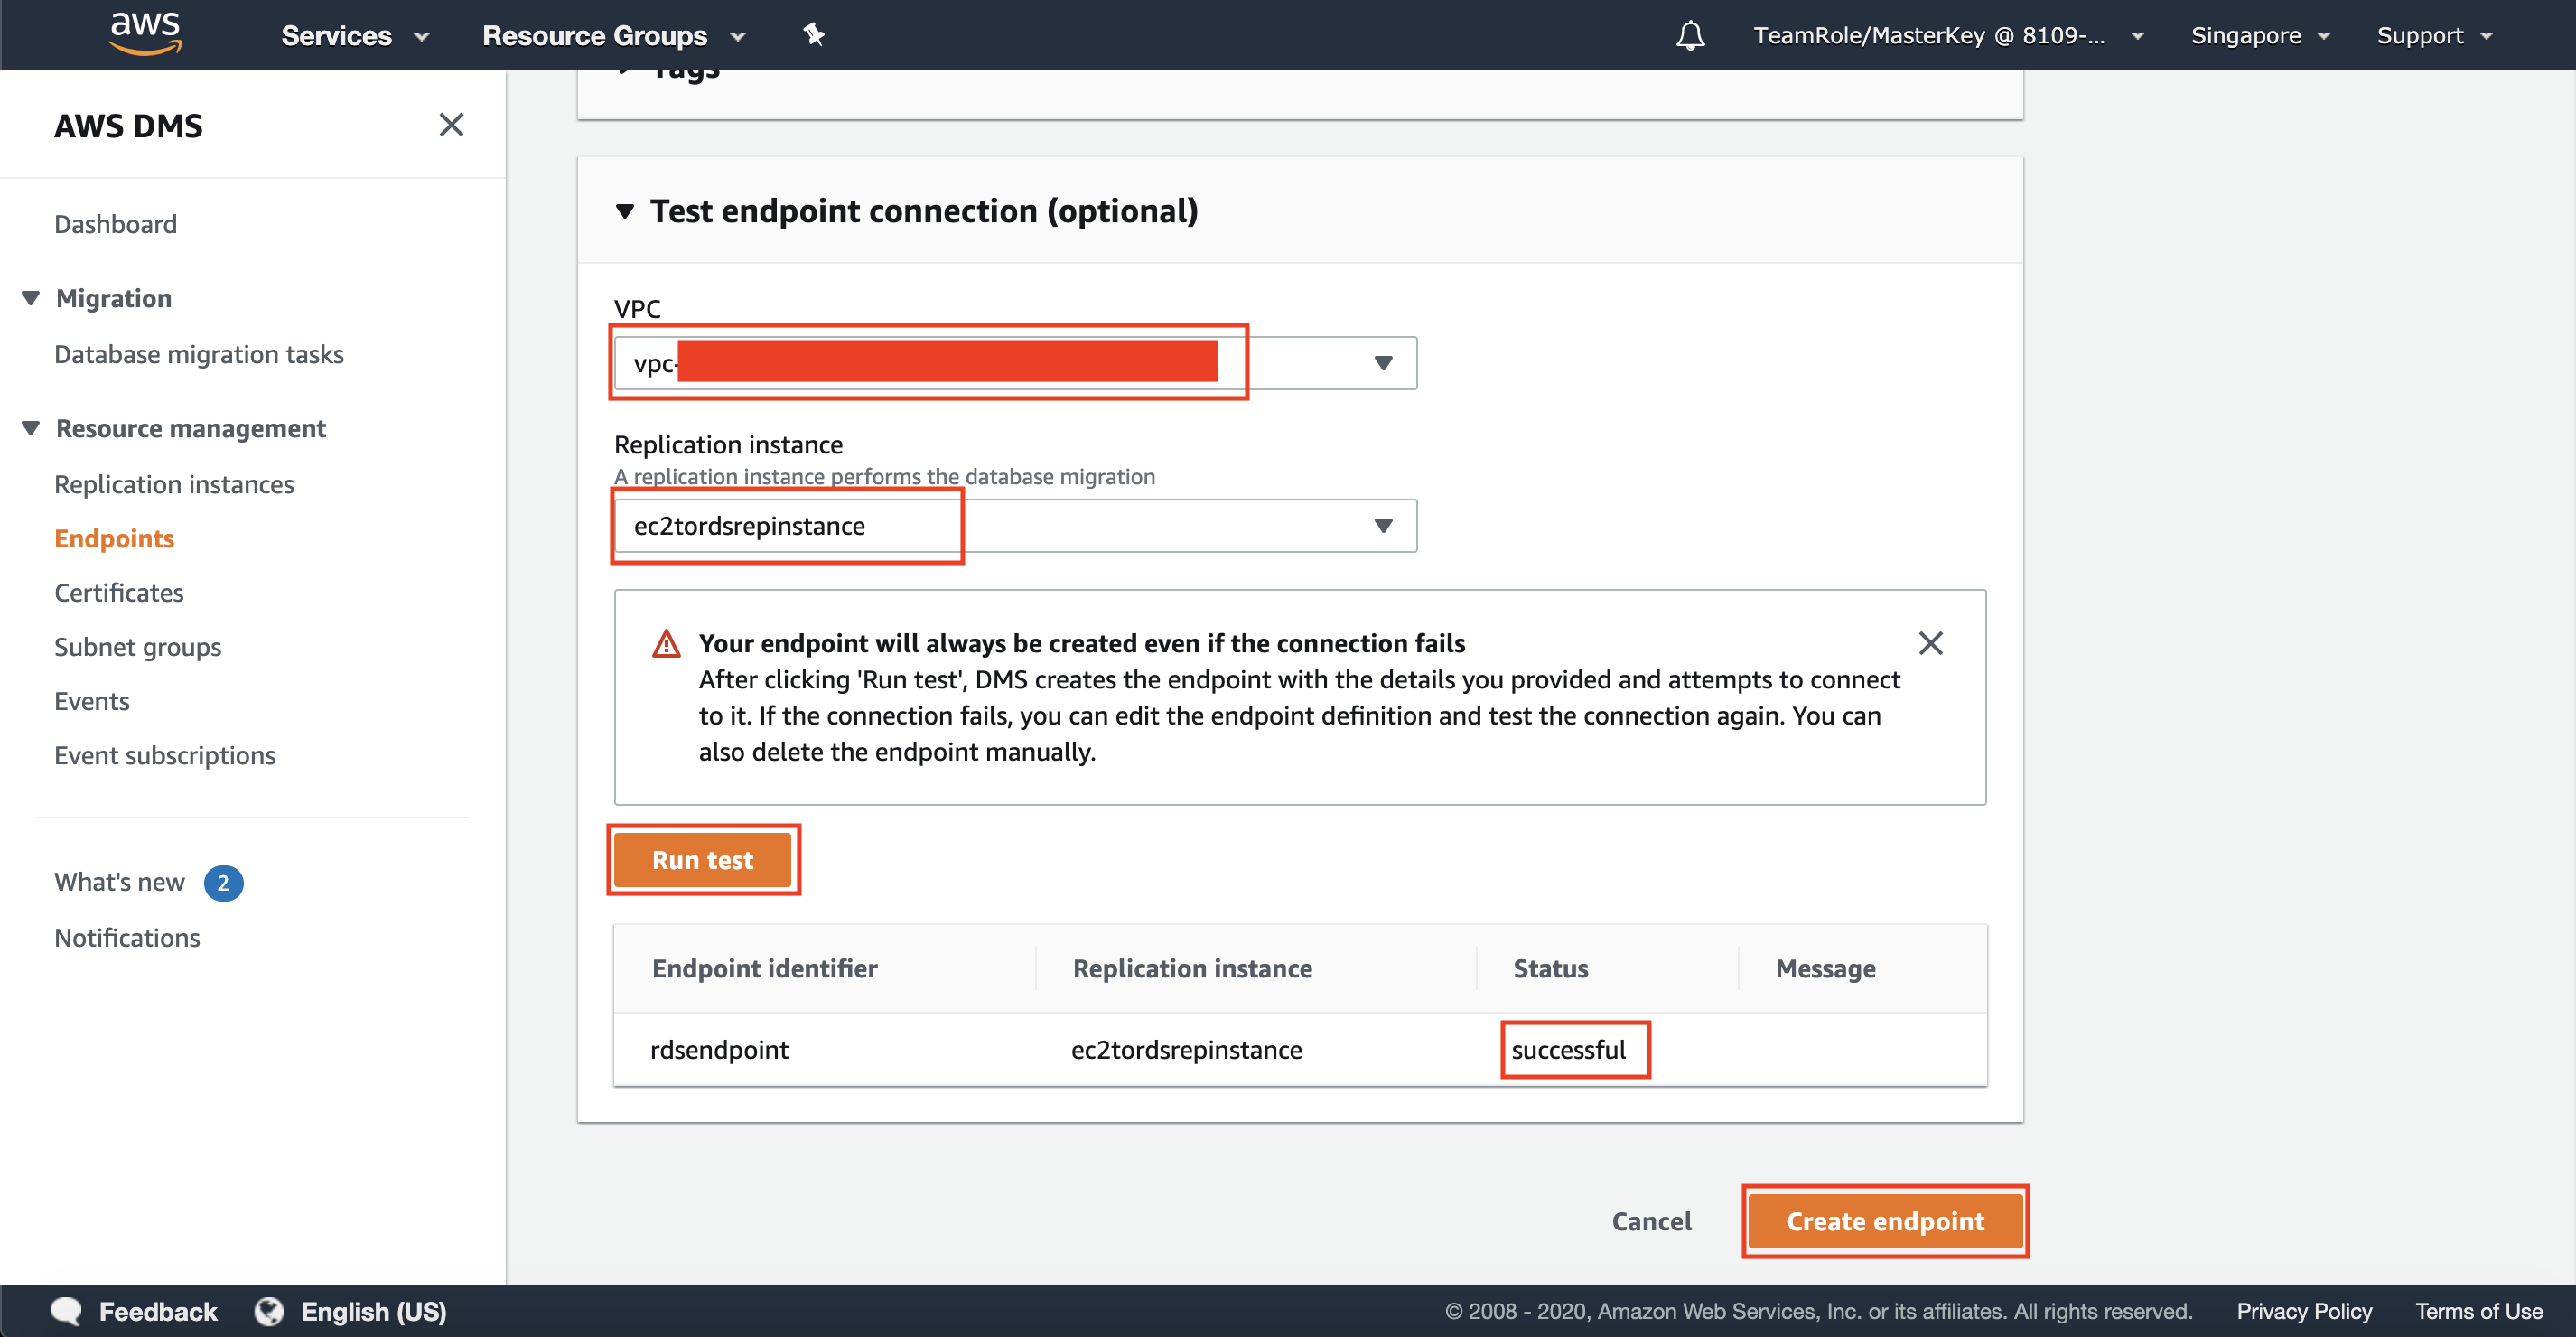 aws Services Resource Groups TeamRole/MasterKey @ 8109-... Singapore Support
Tags
AWS DMS
Dashboard
Migration
Database migration tasks
Resource management
Replication instances
Endpoints
Certificates
Subnet groups
Events
Event subscriptions
What's new 2
Notifications
Test endpoint connection (optional)
VPC
vpc-
Replication instance
A replication instance performs the database migration
ec2tordsrepinstance
Your endpoint will always be created even if the connection fails
After clicking 'Run test', DMS creates the endpoint with the details you provided and attempts to connect
to it. If the connection fails, you can edit the endpoint definition and test the connection again. You can
also delete the endpoint manually.
Run test
Endpoint identifier Replication instance Status Message
rdsendpoint ec2tordsrepinstance successful
Cancel Create endpoint
Feedback English (US) © 2008 - 2020, Amazon Web Services, Inc. or its affiliates. All rights reserved. Privacy Policy Terms of Use